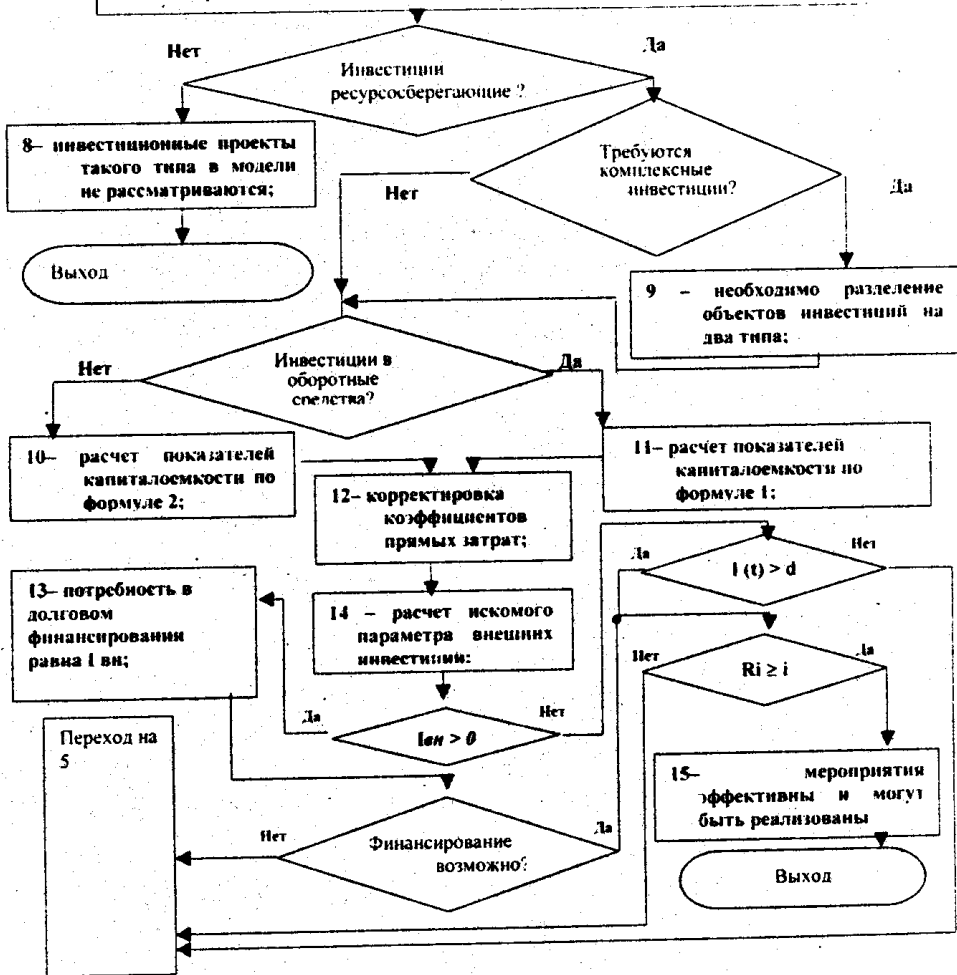 Нет
Да
Инвестиции
ресурсосберегающие ?
8– инвестиционные проекты
такого типа в модели
не рассматриваются;
Требуются
комплексные
инвестиции?
Нет
Да
Выход
9 – необходимо разделение
объектов инвестиций на
два типа;
Нет
Инвестиции в
оборотные
средства?
Да
10– расчет показателей
капиталоемкости по
формуле 2;
11– расчет показателей
капиталоемкости по
формуле 1;
12– корректировка
коэффициентов
прямых затрат;
Да
I (t) > d
Нет
13– потребность в
долговом
финансировании
равна I вн;
14 – расчет искомого
параметра внешних
инвестиций:
Нет
Ri ≥ i
Да
Да
Iвн > 0
Нет
Переход на
5
15– мероприятия
эффективны и могут
быть реализованы
Нет
Финансирование
возможно?
Да
Выход